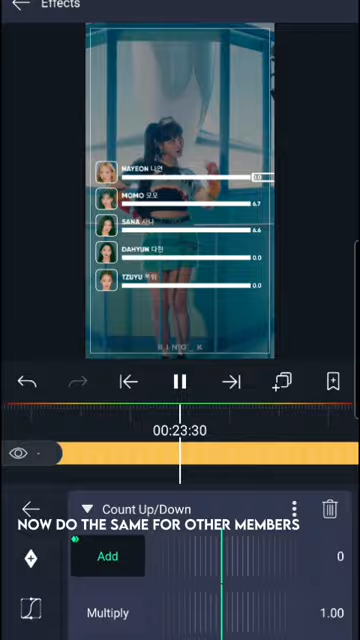 Effects
NAYEON 나연
MOMO 모모
6.7
SANA 사나
6.6
DAHYUN 다현
0.0
TZUYU 쯔위
0.0
RING_K
00:23:30
Count Up/Down
NOW DO THE SAME FOR OTHER MEMBERS
Add
0
Multiply
1.00